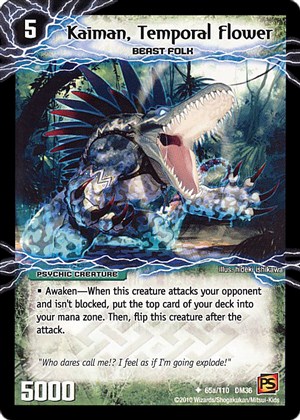 5
Kaiman, Temporal Flower
BEAST FOLK
illus. hideki ishikawa
PSYCHIC CREATURE
• Awaken—When this creature attacks your opponent
and isn't blocked, put the top card of your deck into
your mana zone. Then, flip this creature after the
attack.
"Who dares call me!? I feel as if I'm going explode!"
5000
65a/110 DM36
©2010 Wizards/Shogakukan/Mitsui-Kids
PS